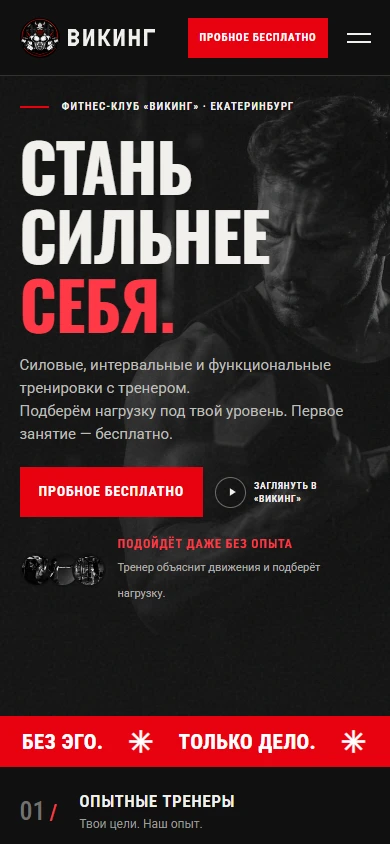 ВИКИНГ
ПРОБНОЕ БЕСПЛАТНО
ФИТНЕС-КЛУБ «ВИКИНГ» · ЕКАТЕРИНБУРГ
СТАНЬ
СИЛЬНЕЕ
СЕБЯ.
Силовые, интервальные и функциональные
тренировки с тренером.
Подберём нагрузку под твой уровень. Первое
занятие — бесплатно.
ПРОБНОЕ БЕСПЛАТНО
ЗАГЛЯНУТЬ В
«ВИКИНГ»
ПОДОЙДЁТ ДАЖЕ БЕЗ ОПЫТА
Тренер объяснит движения и подберёт
нагрузку.
БЕЗ ЭГО. ✳ ТОЛЬКО ДЕЛО. ✳
01 / ОПЫТНЫЕ ТРЕНЕРЫ
Твои цели. Наш опыт.